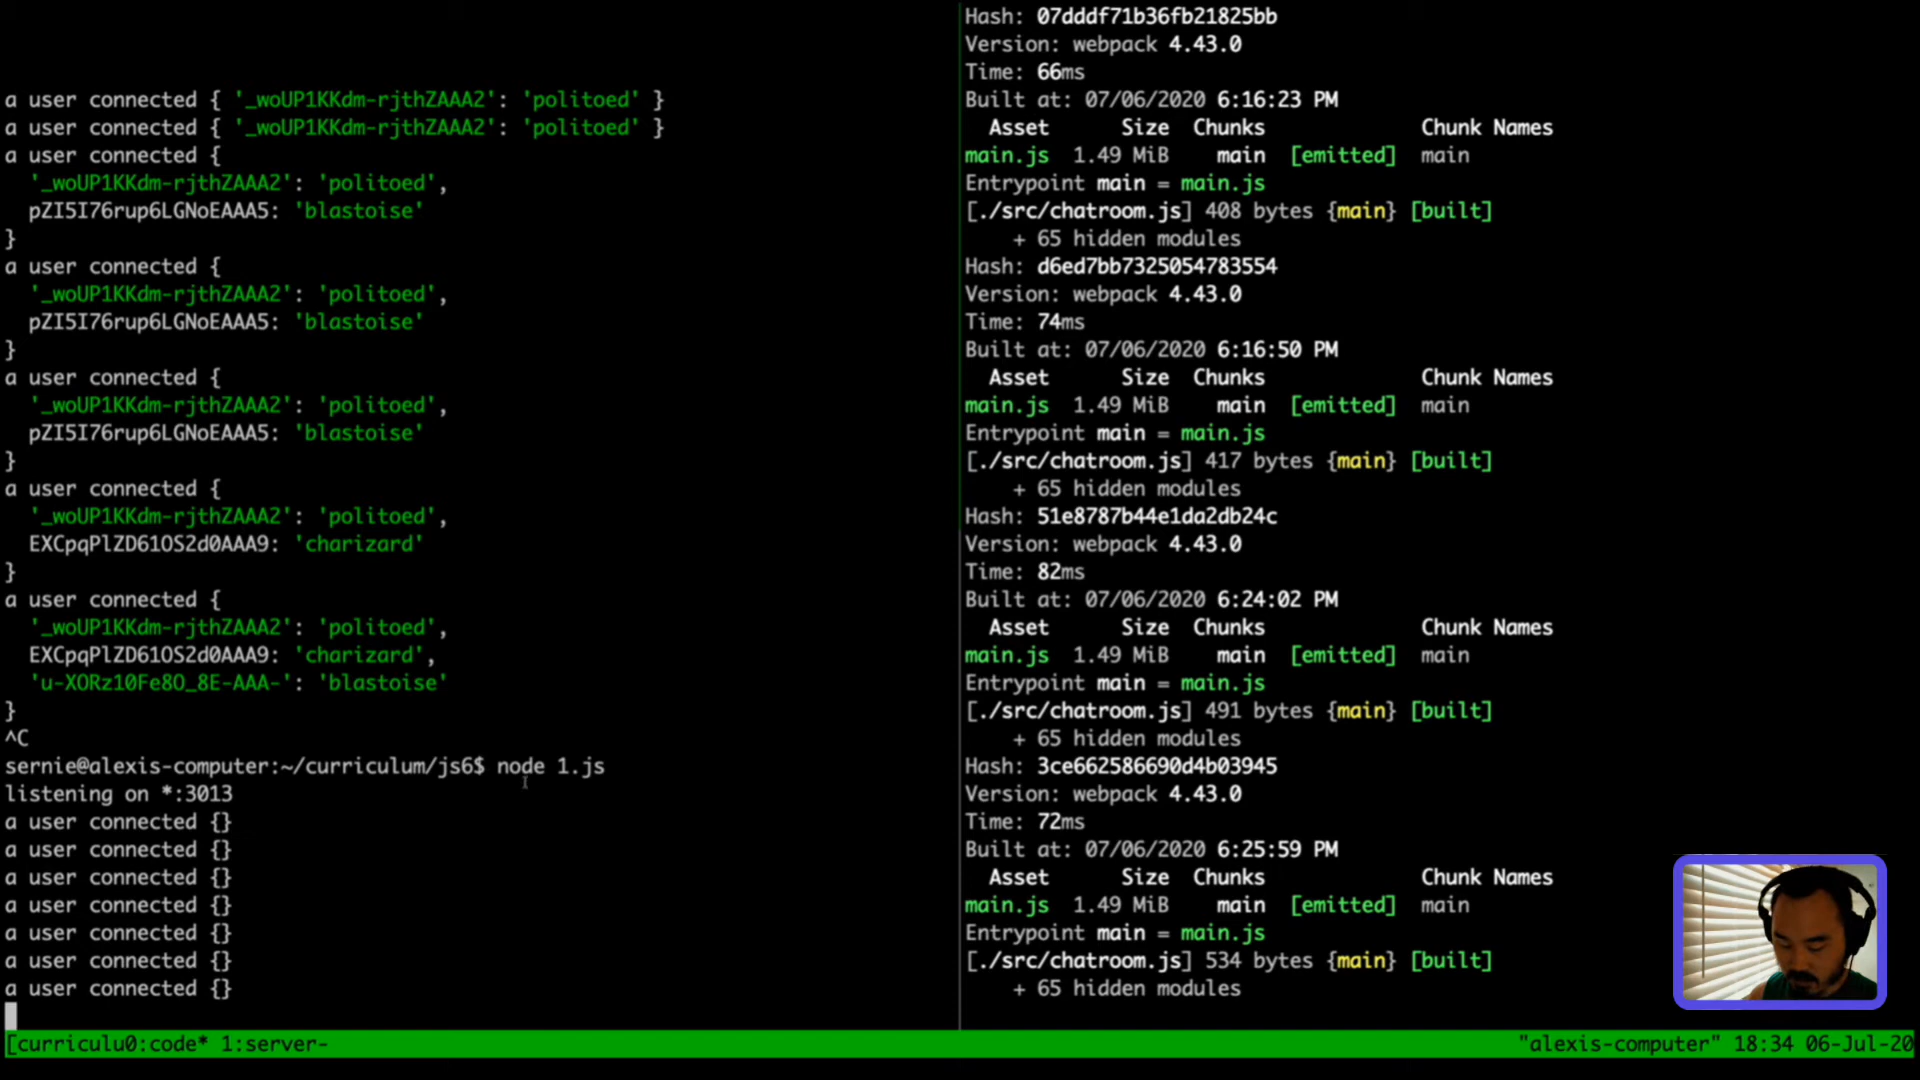 a user connected { '_woUP1KKdm-rjthZAAA2': 'politoed' }
a user connected { '_woUP1KKdm-rjthZAAA2': 'politoed' }
a user connected {
'_woUP1KKdm-rjthZAAA2': 'politoed',
pZI5I76rup6LGNoEAAA5: 'blastoise'
}
a user connected {
'_woUP1KKdm-rjthZAAA2': 'politoed',
pZI5I76rup6LGNoEAAA5: 'blastoise'
}
a user connected {
'_woUP1KKdm-rjthZAAA2': 'politoed',
pZI5I76rup6LGNoEAAA5: 'blastoise'
}
a user connected {
'_woUP1KKdm-rjthZAAA2': 'politoed',
EXCpqPlZD61OS2d0AAA9: 'charizard'
}
a user connected {
'_woUP1KKdm-rjthZAAA2': 'politoed',
EXCpqPlZD61OS2d0AAA9: 'charizard',
'u-XORz10Fe8O_8E-AAA-': 'blastoise'
}
^C
sernie@alexis-computer:~/curriculum/js6$ node 1.js
listening on *:3013
a user connected {}
a user connected {}
a user connected {}
a user connected {}
a user connected {}
a user connected {}
a user connected {}
Hash: 07dddf71b36fb21825bb
Version: webpack 4.43.0
Time: 66ms
Built at: 07/06/2020 6:16:23 PM
Asset Size Chunks Chunk Names
main.js 1.49 MiB main [emitted] main
Entrypoint main = main.js
[./src/chatroom.js] 408 bytes {main} [built]
+ 65 hidden modules
Hash: d6ed7bb7325054783554
Version: webpack 4.43.0
Time: 74ms
Built at: 07/06/2020 6:16:50 PM
Asset Size Chunks Chunk Names
main.js 1.49 MiB main [emitted] main
Entrypoint main = main.js
[./src/chatroom.js] 417 bytes {main} [built]
+ 65 hidden modules
Hash: 51e8787b44e1da2db24c
Version: webpack 4.43.0
Time: 82ms
Built at: 07/06/2020 6:24:02 PM
Asset Size Chunks Chunk Names
main.js 1.49 MiB main [emitted] main
Entrypoint main = main.js
[./src/chatroom.js] 491 bytes {main} [built]
+ 65 hidden modules
Hash: 3ce662586690d4b03945
Version: webpack 4.43.0
Time: 72ms
Built at: 07/06/2020 6:25:59 PM
Asset Size Chunks Chunk Names
main.js 1.49 MiB main [emitted] main
Entrypoint main = main.js
[./src/chatroom.js] 534 bytes {main} [built]
+ 65 hidden modules
[curriculu0:code* 1:server- "alexis-computer" 18:34 06-Jul-20